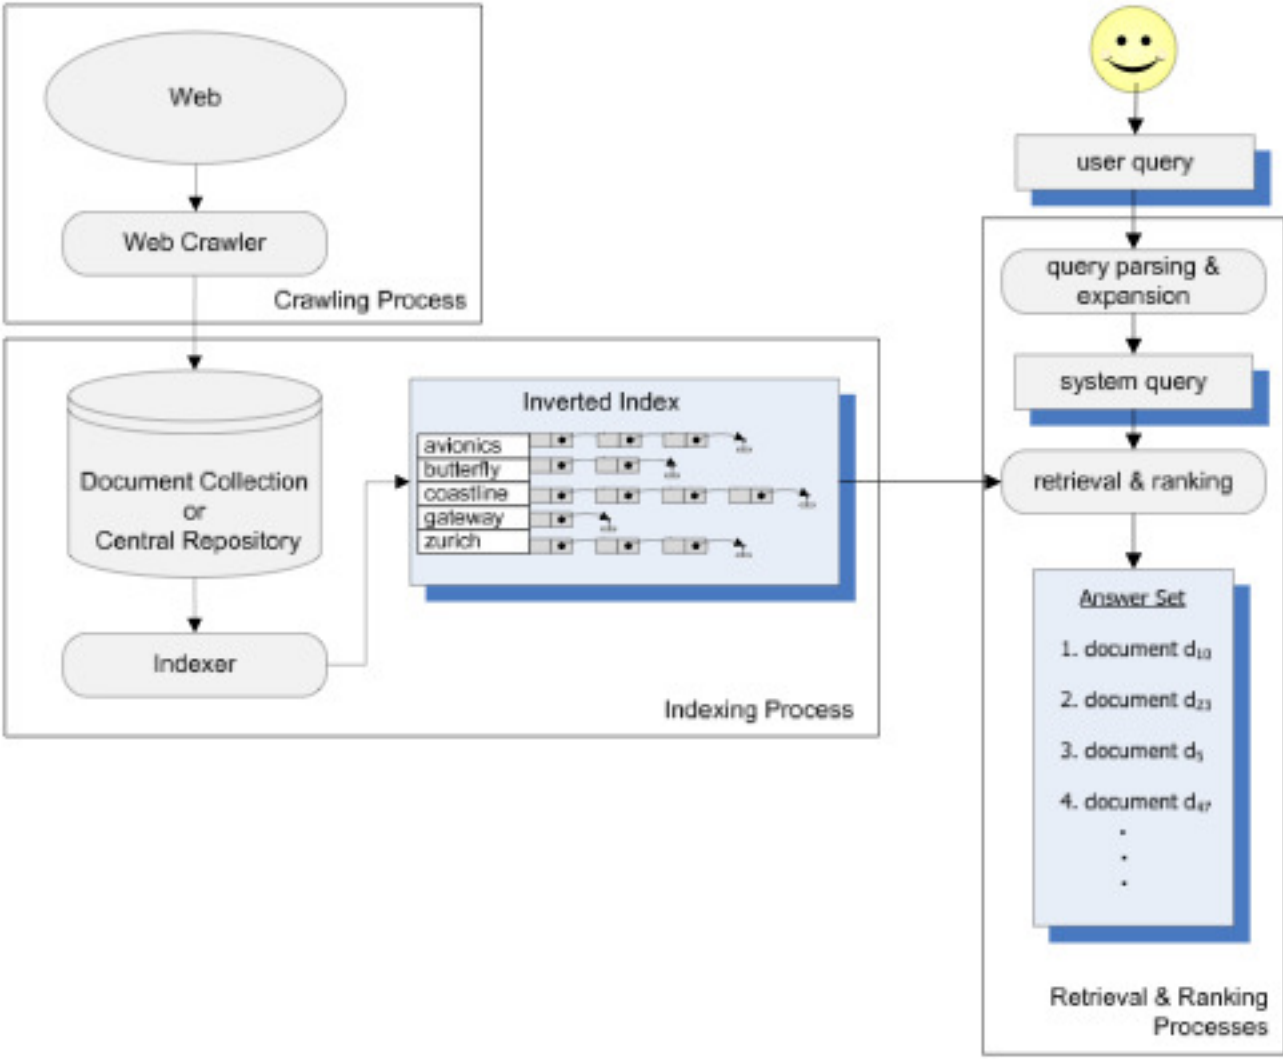 Web
Web Crawler
Crawling Process
Document Collection
or
Central Repository
Indexer
Inverted Index
avionics
butterfly
coastline
gateway
zurich
Indexing Process
user query
query parsing &
expansion
system query
retrieval & ranking
Answer Set
1. document d₁₀
2. document d₂₃
3. document d₅
4. document d₄₇
Retrieval & Ranking
Processes